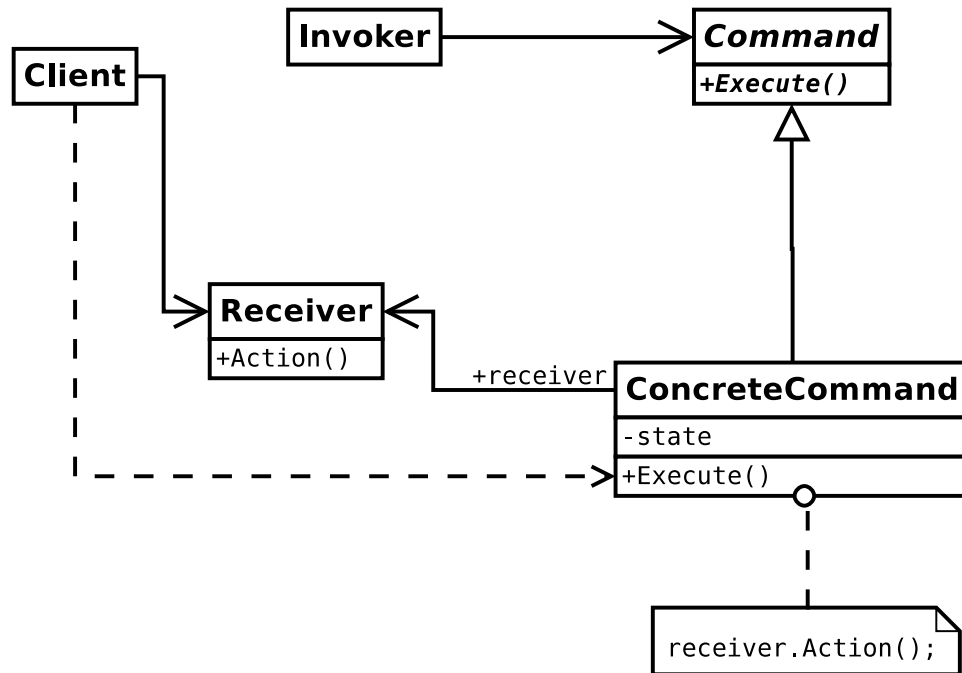 Invoker
Command
+Execute()
Client
Receiver
+Action()
+receiver
ConcreteCommand
-state
+Execute()
receiver.Action();